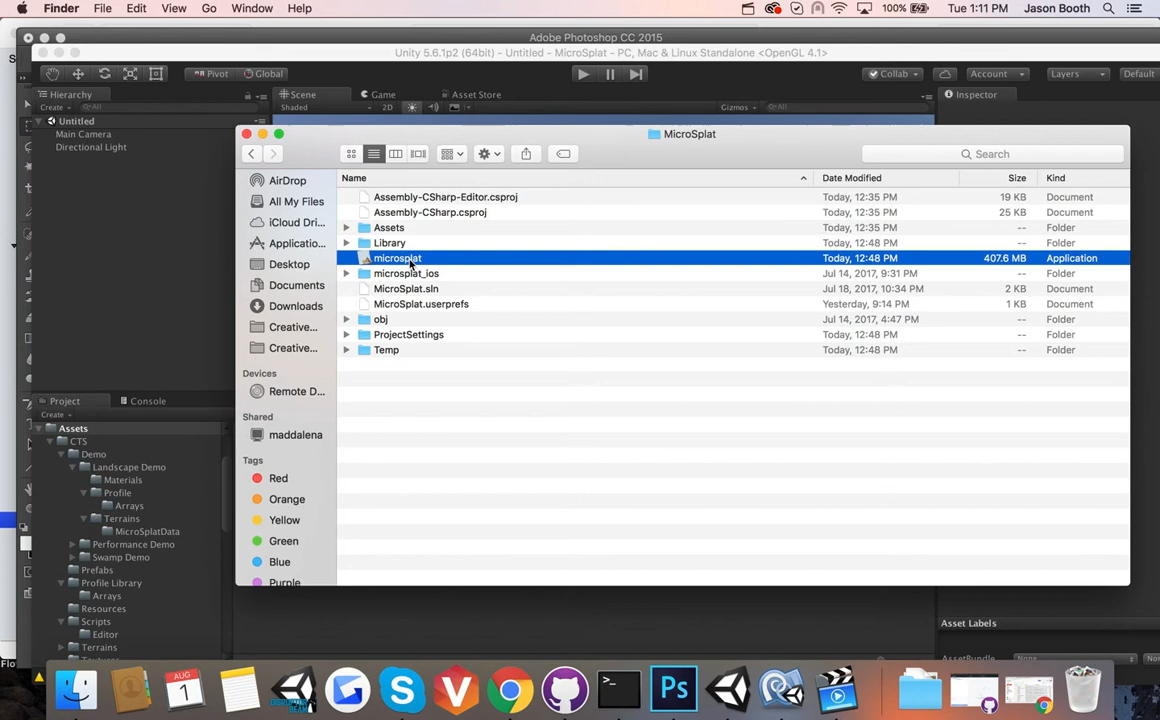 Finder File Edit View Go Window Help 100% Tue 1:11 PM Jason Booth
Adobe Photoshop CC 2015
Unity 5.6.1p2 (64bit) - Untitled - MicroSplat - PC, Mac & Linux Standalone <OpenGL 4.1>
Pivot Global Collab Account Layers Default
Hierarchy Scene Game Asset Store Inspector
Create All Shaded 2D Gizmos All
Untitled
Main Camera
Directional Light
MicroSplat
Search
Name Date Modified Size Kind
Assembly-CSharp-Editor.csproj Today, 12:35 PM 19 KB Document
Assembly-CSharp.csproj Today, 12:35 PM 25 KB Document
Assets Today, 12:35 PM -- Folder
Library Today, 12:48 PM -- Folder
microsplat Today, 12:48 PM 407.6 MB Application
microsplat_ios Jul 14, 2017, 9:31 PM -- Folder
MicroSplat.sln Jul 18, 2017, 10:34 PM 2 KB Document
MicroSplat.userprefs Yesterday, 9:14 PM 1 KB Document
obj Jul 14, 2017, 4:47 PM -- Folder
ProjectSettings Today, 12:48 PM -- Folder
Temp Today, 12:48 PM -- Folder
AirDrop
All My Files
iCloud Dri...
Applicatio...
Desktop
Documents
Downloads
Creative...
Creative...
Devices
Remote D...
Shared
maddalena
Tags
Red
Orange
Yellow
Green
Blue
Purple
Project Console
Create
Assets
CTS
Demo
Landscape Demo
Materials
Profile
Arrays
Terrains
MicroSplatData
Performance Demo
Swamp Demo
Prefabs
Profile Library
Arrays
Resources
Scripts
Editor
Terrains
Asset Labels
AssetBundle None
Flo
Ps
AUG
1